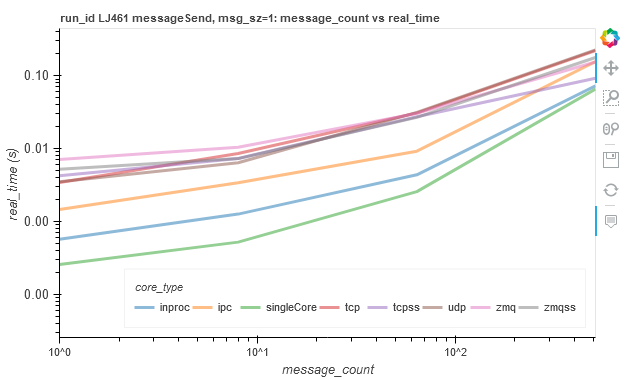 run_id LJ461 messageSend, msg_sz=1: message_count vs real_time
0.10
0.01
0.00
0.00
real_time (s)
core_type
inproc ipc singleCore tcp tcpss udp zmq zmqss
10^0 10^1 10^2
message_count